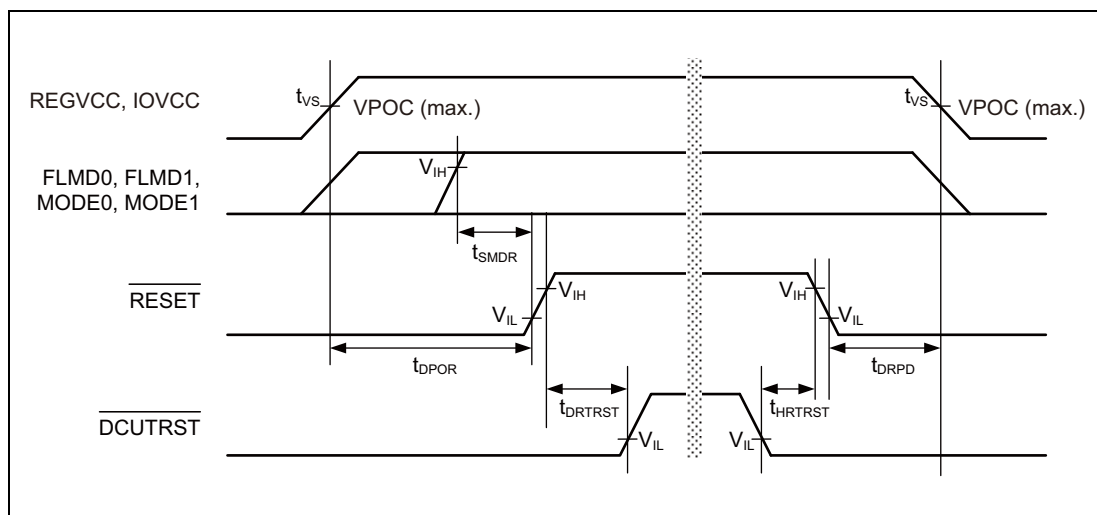 REGVCC, IOVCC
tVS
VPOC (max.)
tVS
VPOC (max.)
FLMD0, FLMD1,
MODE0, MODE1
VIH
tSMDR
RESET
VIH
VIL
VIH
VIL
tDPOR
tDRPD
tDRTRST
tHRTRST
DCUTRST
VIL
VIL